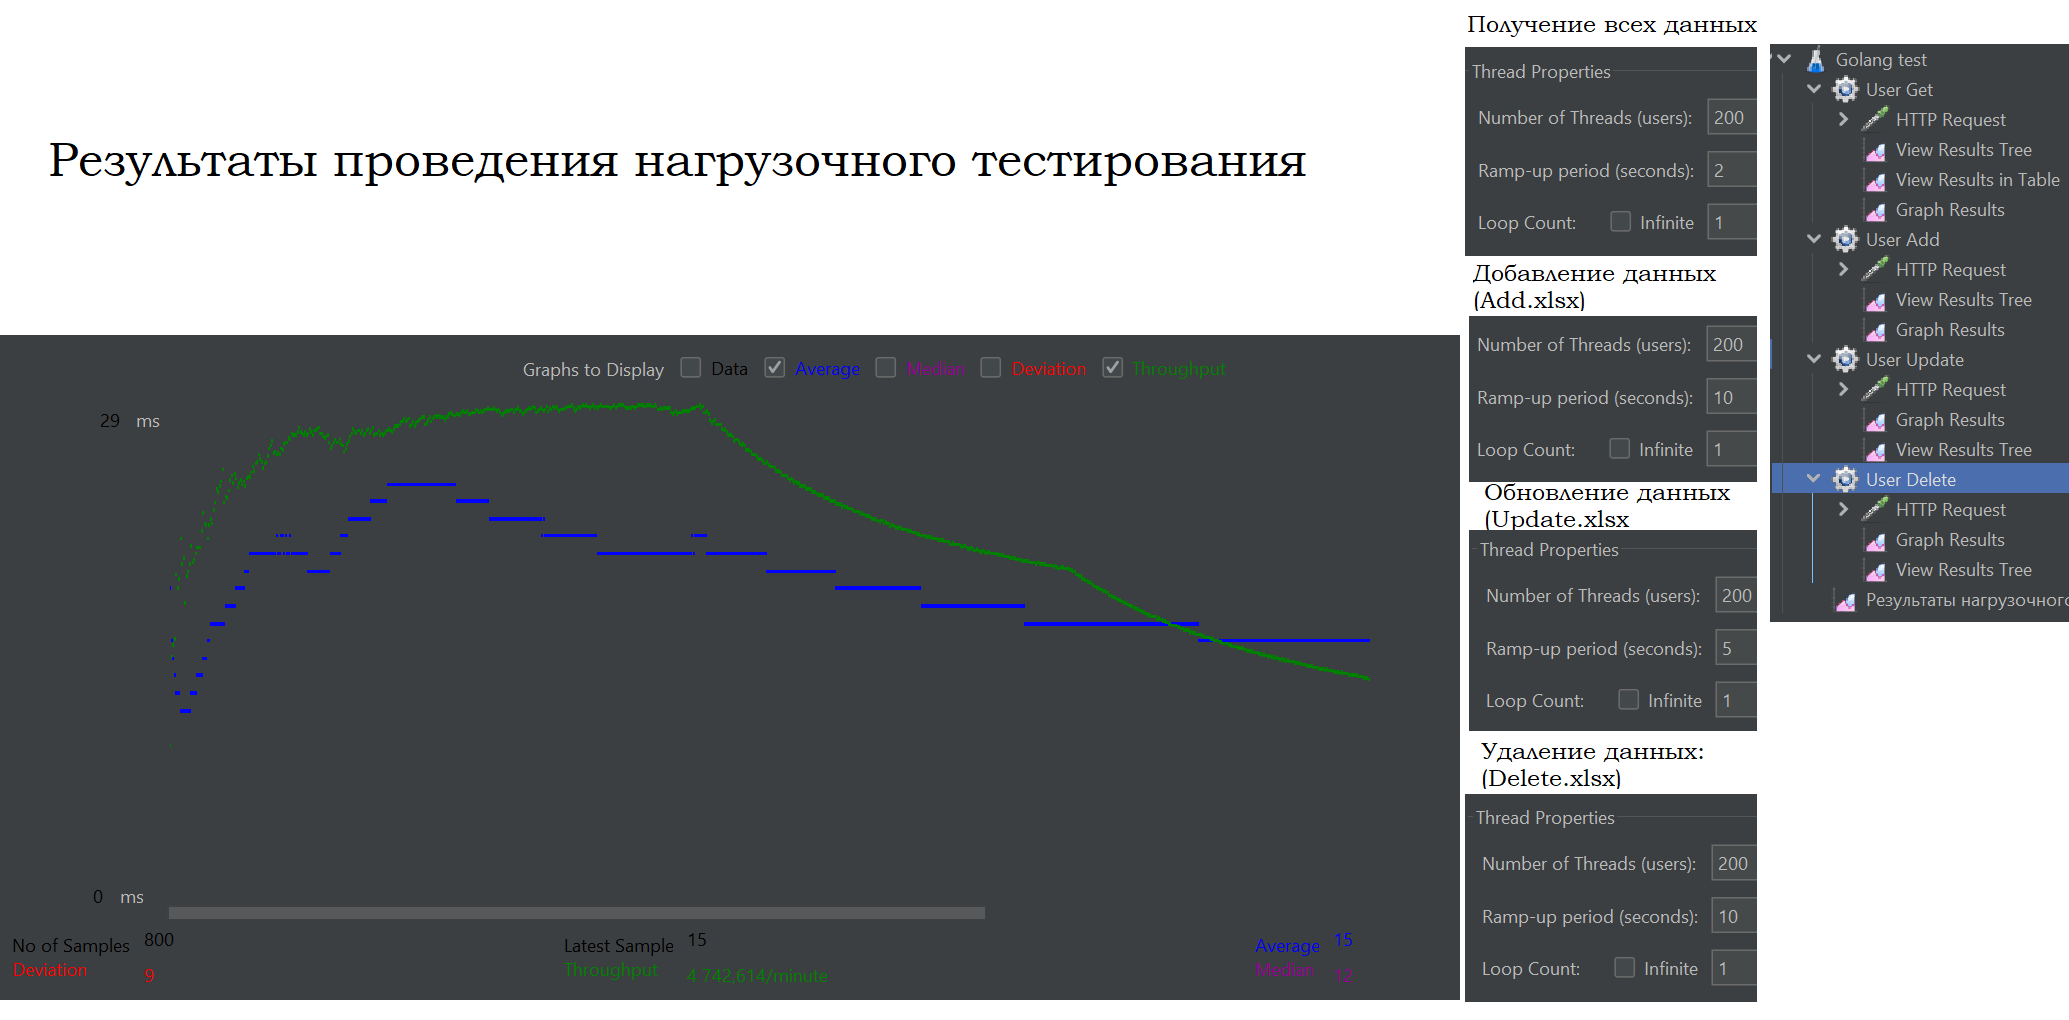 Результаты проведения нагрузочного тестирования
Graphs to Display Data Average Median Deviation Throughput
29 ms
0 ms
No of Samples 800 Latest Sample 15 Average 15
Deviation 9 Throughput 4 742,614/minute Median 12
Получение всех данных
Thread Properties
Number of Threads (users): 200
Ramp-up period (seconds): 2
Loop Count: Infinite 1
Добавление данных
(Add.xlsx)
Number of Threads (users): 200
Ramp-up period (seconds): 10
Loop Count: Infinite 1
Обновление данных
(Update.xlsx
Thread Properties
Number of Threads (users): 200
Ramp-up period (seconds): 5
Loop Count: Infinite 1
Удаление данных:
(Delete.xlsx)
Thread Properties
Number of Threads (users): 200
Ramp-up period (seconds): 10
Loop Count: Infinite 1
Golang test
User Get
HTTP Request
View Results Tree
View Results in Table
Graph Results
User Add
HTTP Request
View Results Tree
Graph Results
User Update
HTTP Request
Graph Results
View Results Tree
User Delete
HTTP Request
Graph Results
View Results Tree
Результаты нагрузочного